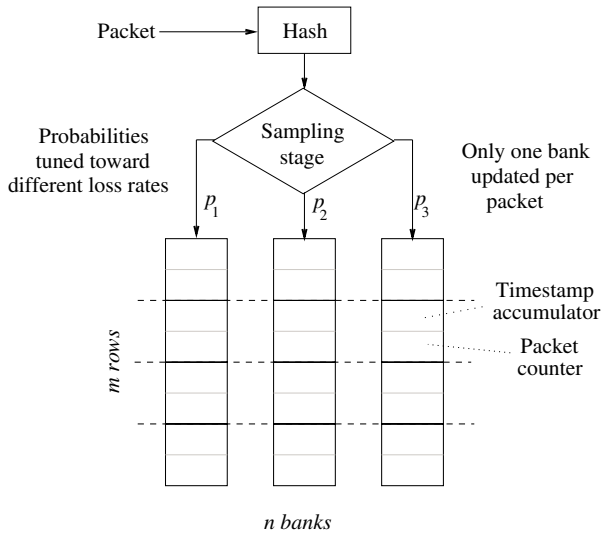 Packet
Hash
Sampling
stage
Probabilities
tuned toward
different loss rates
Only one bank
updated per
packet
p1
p2
p3
Timestamp
accumulator
Packet
counter
m rows
n banks